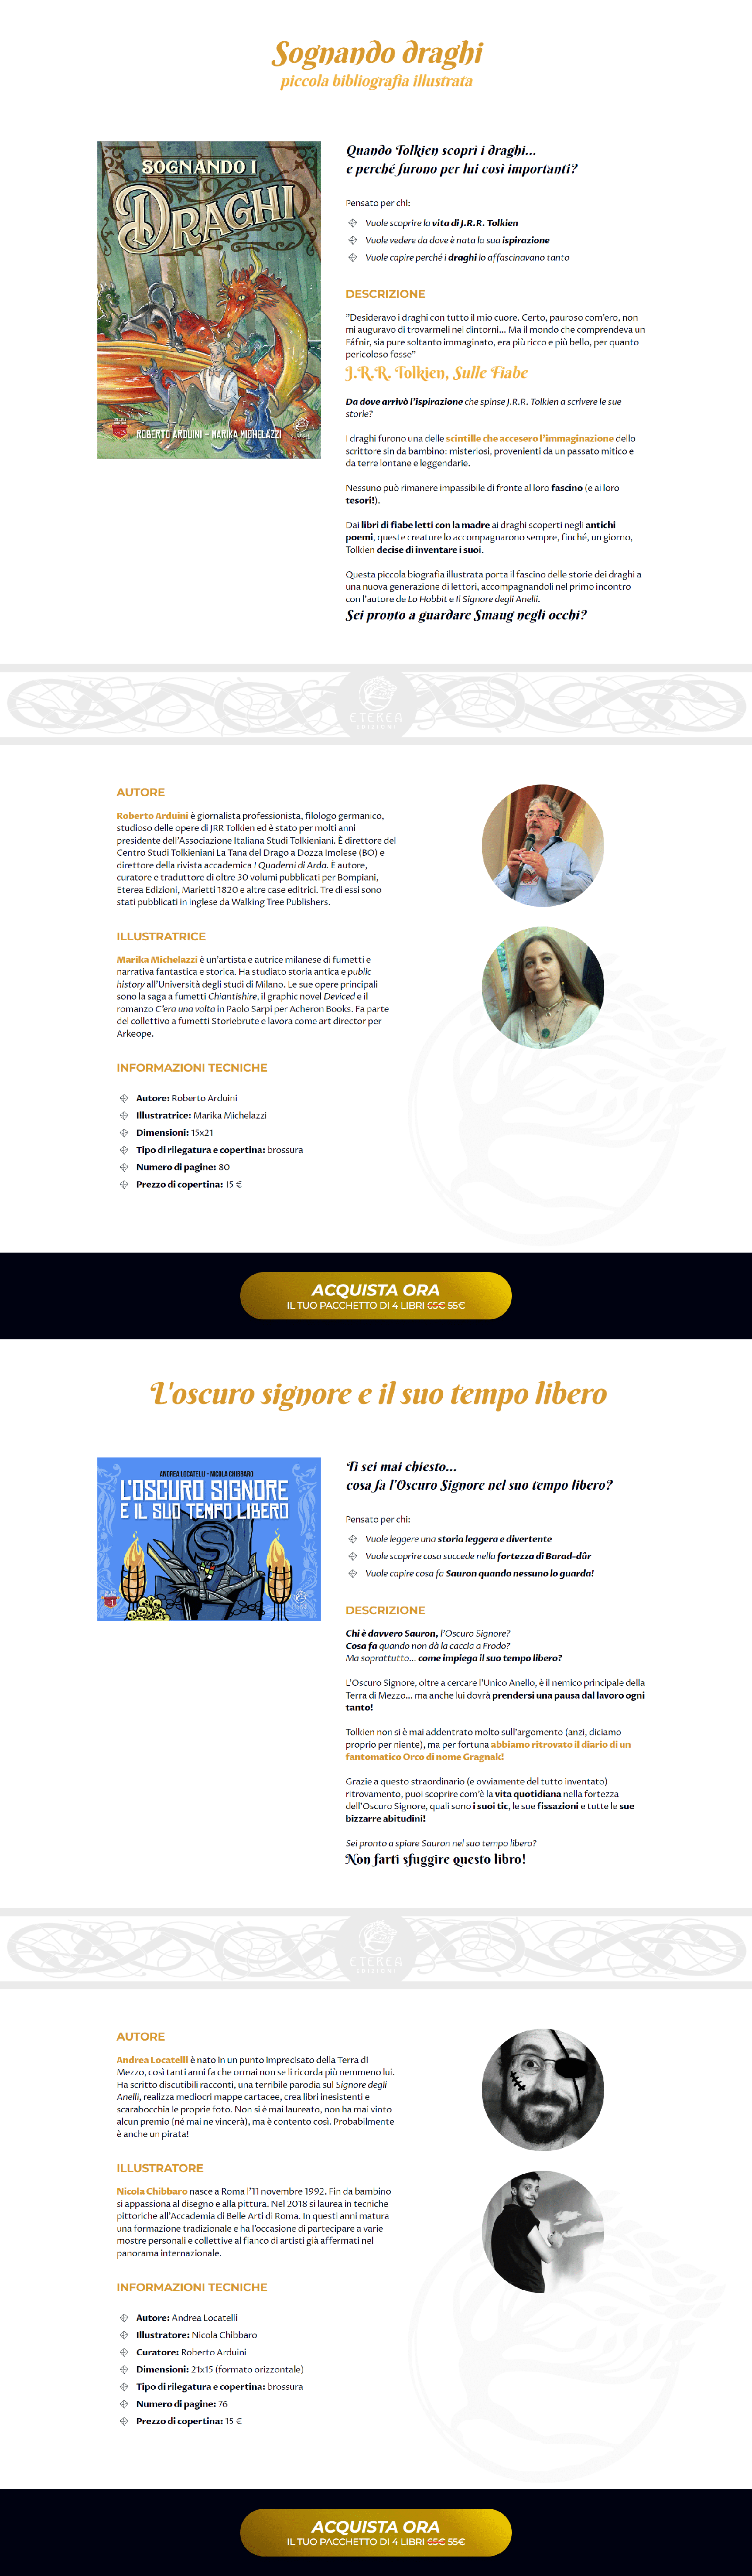 Sognando draghi
piccola bibliografia illustrata
SOGNANDO I
DRAGHI
ROBERTO ARDUINI - MARIKA MICHELAZZI
Quando Tolkien scoprì i draghi...
e perché furono per lui così importanti?
Pensato per chi:
Vuole scoprire la vita di J.R.R. Tolkien
Vuole vedere da dove è nata la sua ispirazione
Vuole capire perché i draghi lo affascinavano tanto
DESCRIZIONE
"Desideravo i draghi con tutto il mio cuore. Certo, pauroso com'ero, non
mi auguravo di trovarmeli nei dintorni... Ma il mondo che comprendeva un
Fáfnir, sia pure soltanto immaginato, era più ricco e più bello, per quanto
pericoloso fosse"
J.R.R. Tolkien, Sulle Fiabe
Da dove arrivò l'ispirazione che spinse J.R.R. Tolkien a scrivere le sue
storie?
I draghi furono una delle scintille che accesero l'immaginazione dello
scrittore sin da bambino: misteriosi, provenienti da un passato mitico e
da terre lontane e leggendarie.
Nessuno può rimanere impassibile di fronte al loro fascino (e ai loro
tesori!).
Dai libri di fiabe letti con la madre ai draghi scoperti negli antichi
poemi, queste creature lo accompagnarono sempre, finché, un giorno,
Tolkien decise di inventare i suoi.
Questa piccola biografia illustrata porta il fascino delle storie dei draghi a
una nuova generazione di lettori, accompagnandoli nel primo incontro
con l'autore de Lo Hobbit e Il Signore degli Anelli.
Sei pronto a guardare Smaug negli occhi?
ETEREA
EDIZIONI
AUTORE
Roberto Arduini è giornalista professionista, filologo germanico,
studioso delle opere di JRR Tolkien ed è stato per molti anni
presidente dell'Associazione Italiana Studi Tolkieniani. È direttore del
Centro Studi Tolkieniani La Tana del Drago a Dozza Imolese (BO) e
direttore della rivista accademica I Quaderni di Arda. È autore,
curatore e traduttore di oltre 30 volumi pubblicati per Bompiani,
Eterea Edizioni, Marietti 1820 e altre case editrici. Tre di essi sono
stati pubblicati in inglese da Walking Tree Publishers.
ILLUSTRATRICE
Marika Michelazzi è un'artista e autrice milanese di fumetti e
narrativa fantastica e storica. Ha studiato storia antica e public
history all'Università degli studi di Milano. Le sue opere principali
sono la saga a fumetti Chiantishire, il graphic novel Deviced e il
romanzo C'era una volta in Paolo Sarpi per Acheron Books. Fa parte
del collettivo a fumetti Storiebrute e lavora come art director per
Arkeope.
INFORMAZIONI TECNICHE
Autore: Roberto Arduini
Illustratrice: Marika Michelazzi
Dimensioni: 15x21
Tipo di rilegatura e copertina: brossura
Numero di pagine: 80
Prezzo di copertina: 15 €
ACQUISTA ORA
IL TUO PACCHETTO DI 4 LIBRI 65€ 55€
L'oscuro signore e il suo tempo libero
ANDREA LOCATELLI - NICOLA CHIBBARO
L'OSCURO SIGNORE
E IL SUO TEMPO LIBERO
Ti sei mai chiesto...
cosa fa l'Oscuro Signore nel suo tempo libero?
Pensato per chi:
Vuole leggere una storia leggera e divertente
Vuole scoprire cosa succede nella fortezza di Barad-dûr
Vuole capire cosa fa Sauron quando nessuno lo guarda!
DESCRIZIONE
Chi è davvero Sauron, l'Oscuro Signore?
Cosa fa quando non dà la caccia a Frodo?
Ma soprattutto... come impiega il suo tempo libero?
L'Oscuro Signore, oltre a cercare l'Unico Anello, è il nemico principale della
Terra di Mezzo... ma anche lui dovrà prendersi una pausa dal lavoro ogni
tanto!
Tolkien non si è mai addentrato molto sull'argomento (anzi, diciamo
proprio per niente), ma per fortuna abbiamo ritrovato il diario di un
fantomatico Orco di nome Gragnak!
Grazie a questo straordinario (e ovviamente del tutto inventato)
ritrovamento, puoi scoprire com'è la vita quotidiana nella fortezza
dell'Oscuro Signore, quali sono i suoi tic, le sue fissazioni e tutte le sue
bizzarre abitudini!
Sei pronto a spiare Sauron nel suo tempo libero?
Non farti sfuggire questo libro!
ETEREA
EDIZIONI
AUTORE
Andrea Locatelli è nato in un punto imprecisato della Terra di
Mezzo, così tanti anni fa che ormai non se li ricorda più nemmeno lui.
Ha scritto discutibili racconti, una terribile parodia sul Signore degli
Anelli, realizza mediocri mappe cartacee, crea libri inesistenti e
scarabocchia le proprie foto. Non si è mai laureato, non ha mai vinto
alcun premio (né mai ne vincerà), ma è contento così. Probabilmente
è anche un pirata!
ILLUSTRATORE
Nicola Chibbaro nasce a Roma l'11 novembre 1992. Fin da bambino
si appassiona al disegno e alla pittura. Nel 2018 si laurea in tecniche
pittoriche all'Accademia di Belle Arti di Roma. In questi anni matura
una formazione tradizionale e ha l'occasione di partecipare a varie
mostre personali e collettive al fianco di artisti già affermati nel
panorama internazionale.
INFORMAZIONI TECNICHE
Autore: Andrea Locatelli
Illustratore: Nicola Chibbaro
Curatore: Roberto Arduini
Dimensioni: 21x15 (formato orizzontale)
Tipo di rilegatura e copertina: brossura
Numero di pagine: 76
Prezzo di copertina: 15 €
ACQUISTA ORA
IL TUO PACCHETTO DI 4 LIBRI 65€ 55€